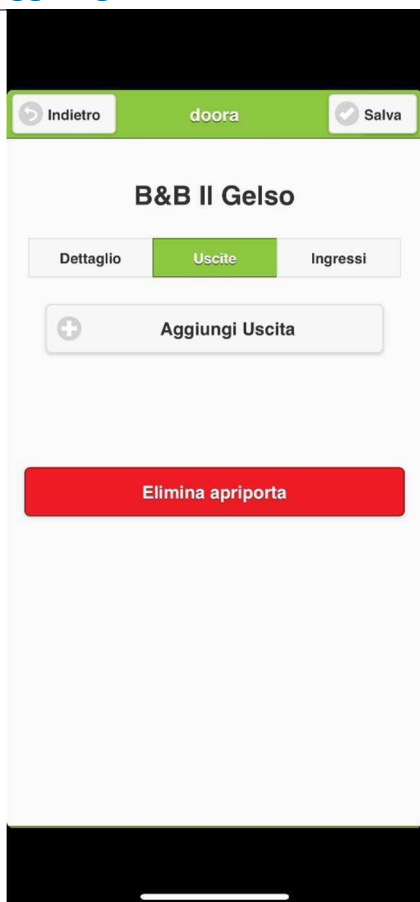 Indietro
doora
Salva
B&B Il Gelso
Dettaglio
Uscite
Ingressi
Aggiungi Uscita
Elimina apriporta